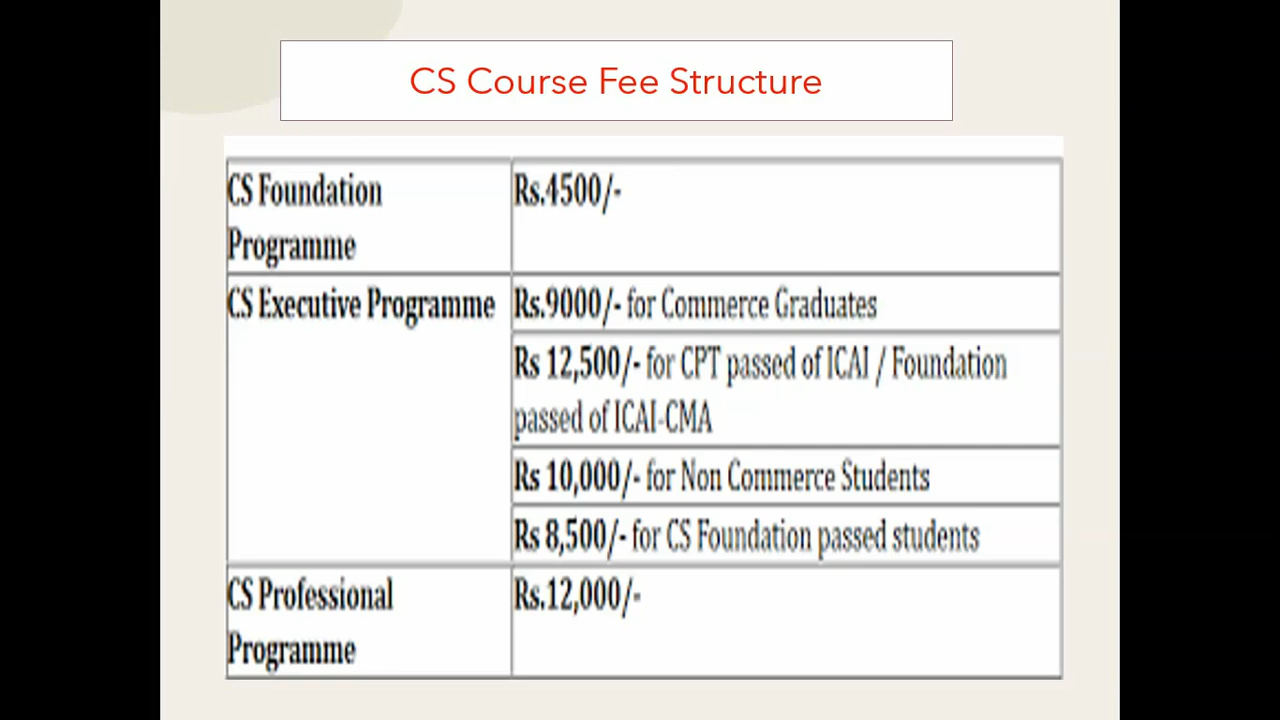 CS Course Fee Structure
CS Foundation
Programme
Rs.4500/-
CS Executive Programme
Rs.9000/- for Commerce Graduates
Rs 12,500/- for CPT passed of ICAI / Foundation
passed of ICAI-CMA
Rs 10,000/- for Non Commerce Students
Rs 8,500/- for CS Foundation passed students
CS Professional
Programme
Rs.12,000/-